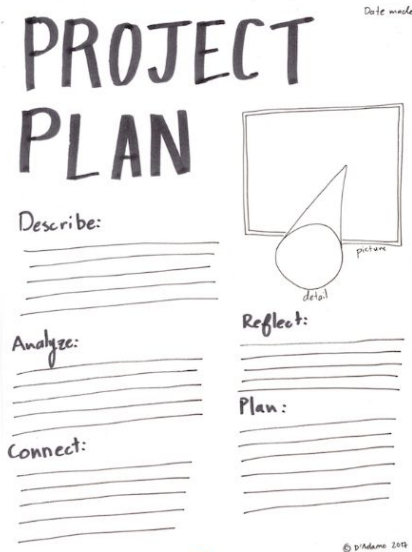 Date made
PROJECT
PLAN
picture
detail
Describe:
Reflect:
Analyze:
Plan:
Connect:
© D'Adamo 2017